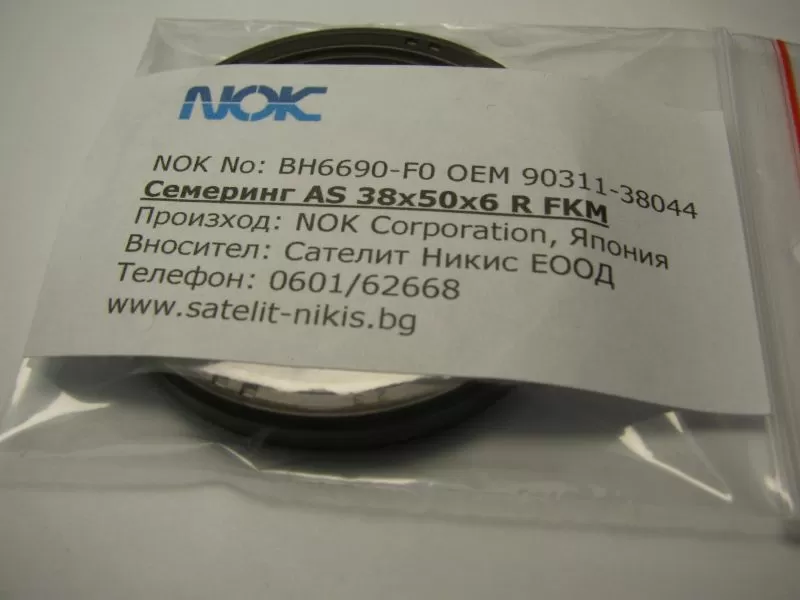 NOK
NOK No: BH6690-F0 OEM 90311-38044
Семеринг AS 38x50x6 R FKM
Произход: NOK Corporation, Япония
Вносител: Сателит Никис ЕООД
Телефон: 0601/62668
www.satelit-nikis.bg